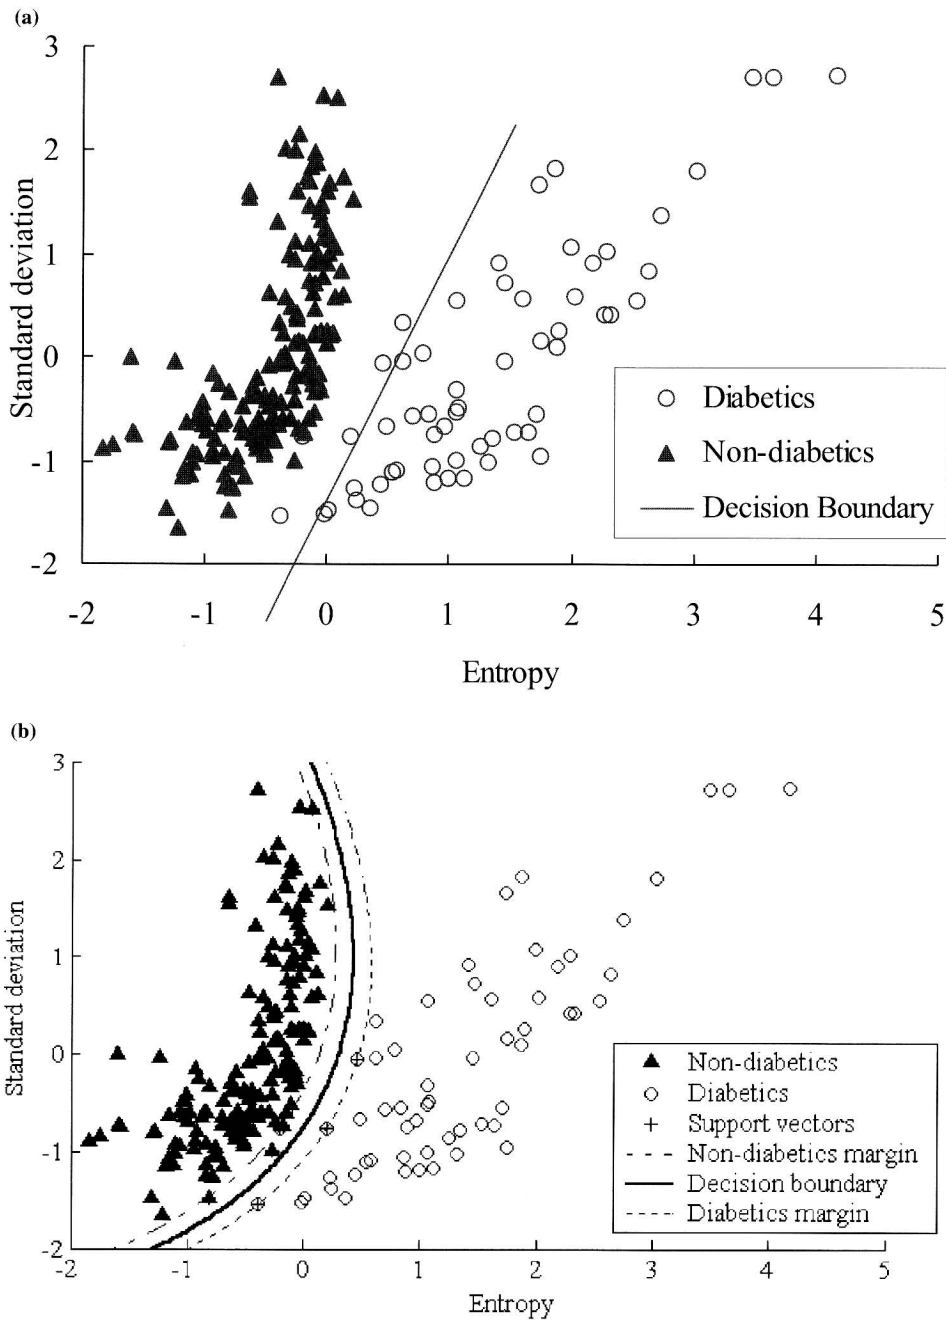 (a)
3
2
1
0
-1
-2
Standard deviation
Diabetics
Non-diabetics
Decision Boundary
-2 -1 0 1 2 3 4 5
Entropy
(b)
3
2
1
0
-1
-2
Standard deviation
Non-diabetics
Diabetics
Support vectors
Non-diabetics margin
Decision boundary
Diabetics margin
-2 -1 0 1 2 3 4 5
Entropy